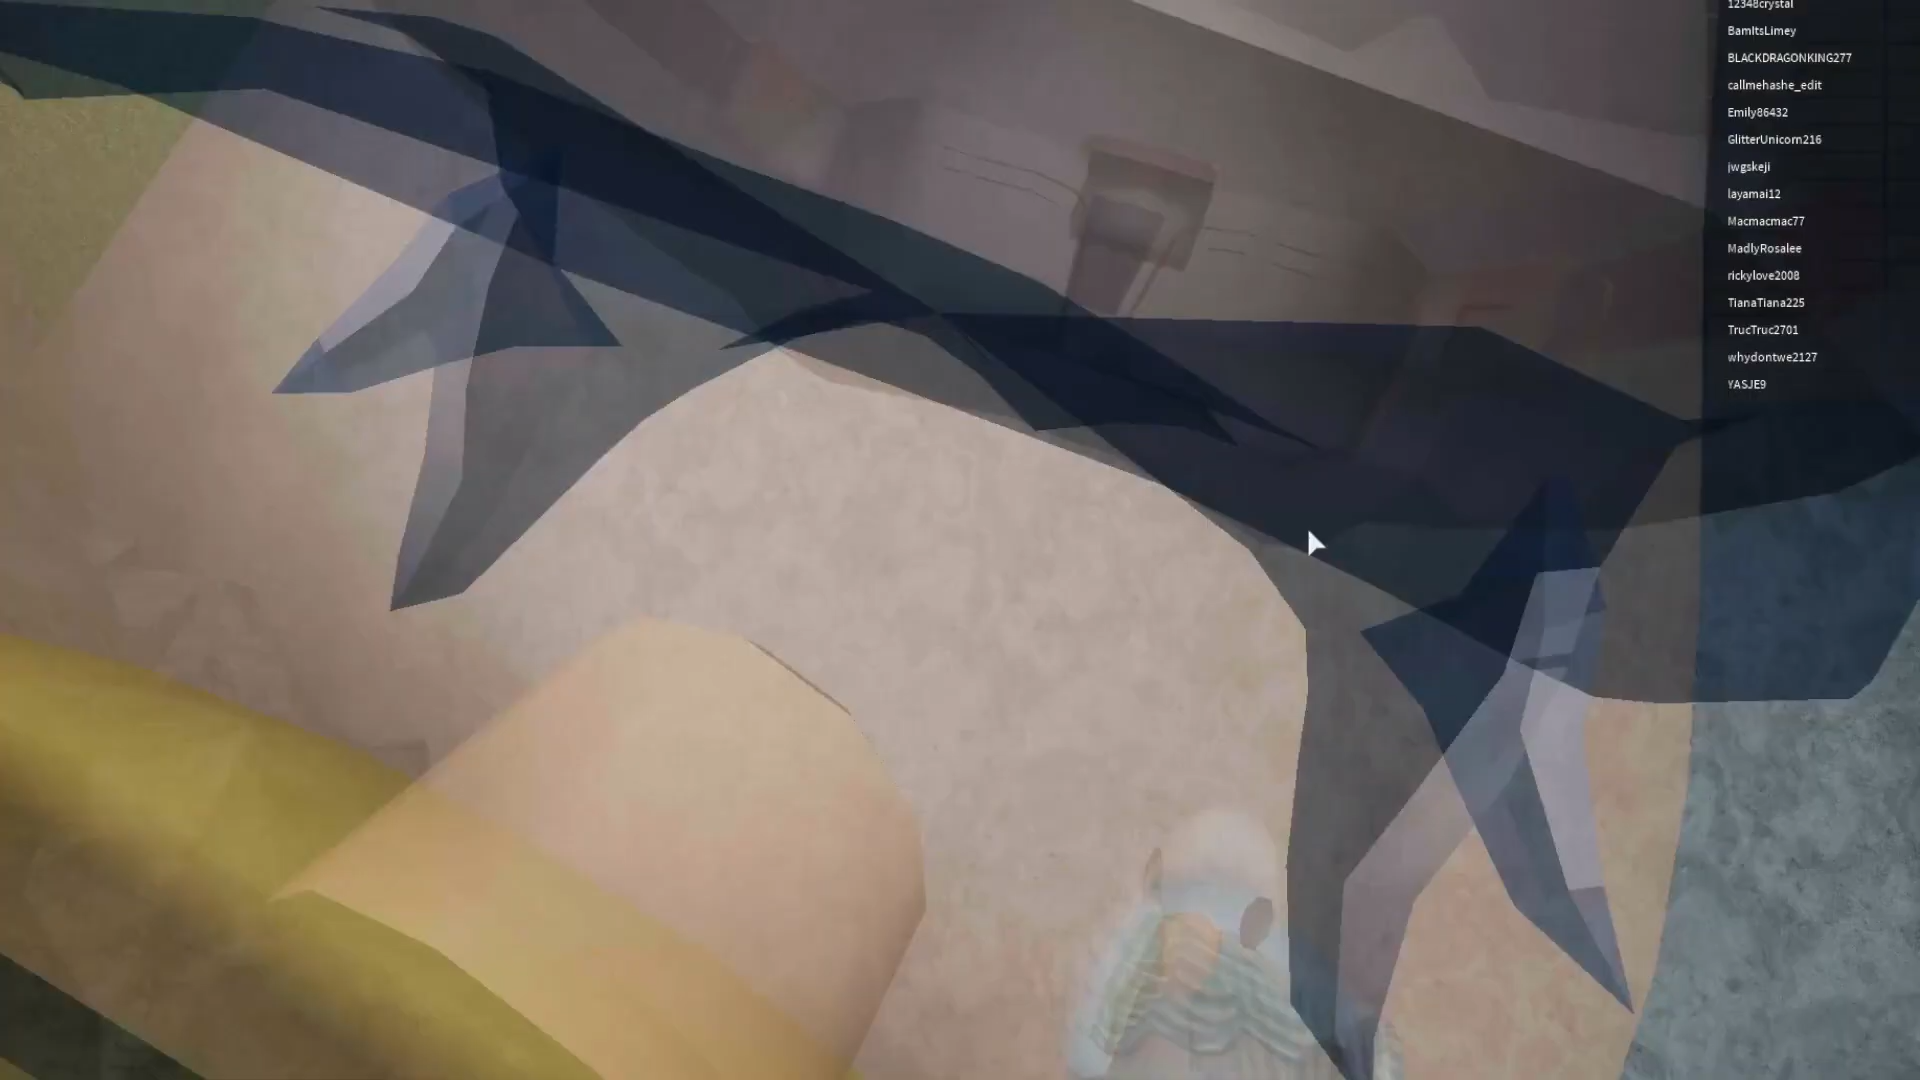 12348crystal
BamItsLimey
BLACKDRAGONKING277
callmehashe_edit
Emily86432
GlitterUnicorn216
jwgskeji
layamai12
Macmacmac77
MadlyRosalee
rickylove2008
TianaTiana225
TrucTruc2701
whydontwe2127
YASJE9